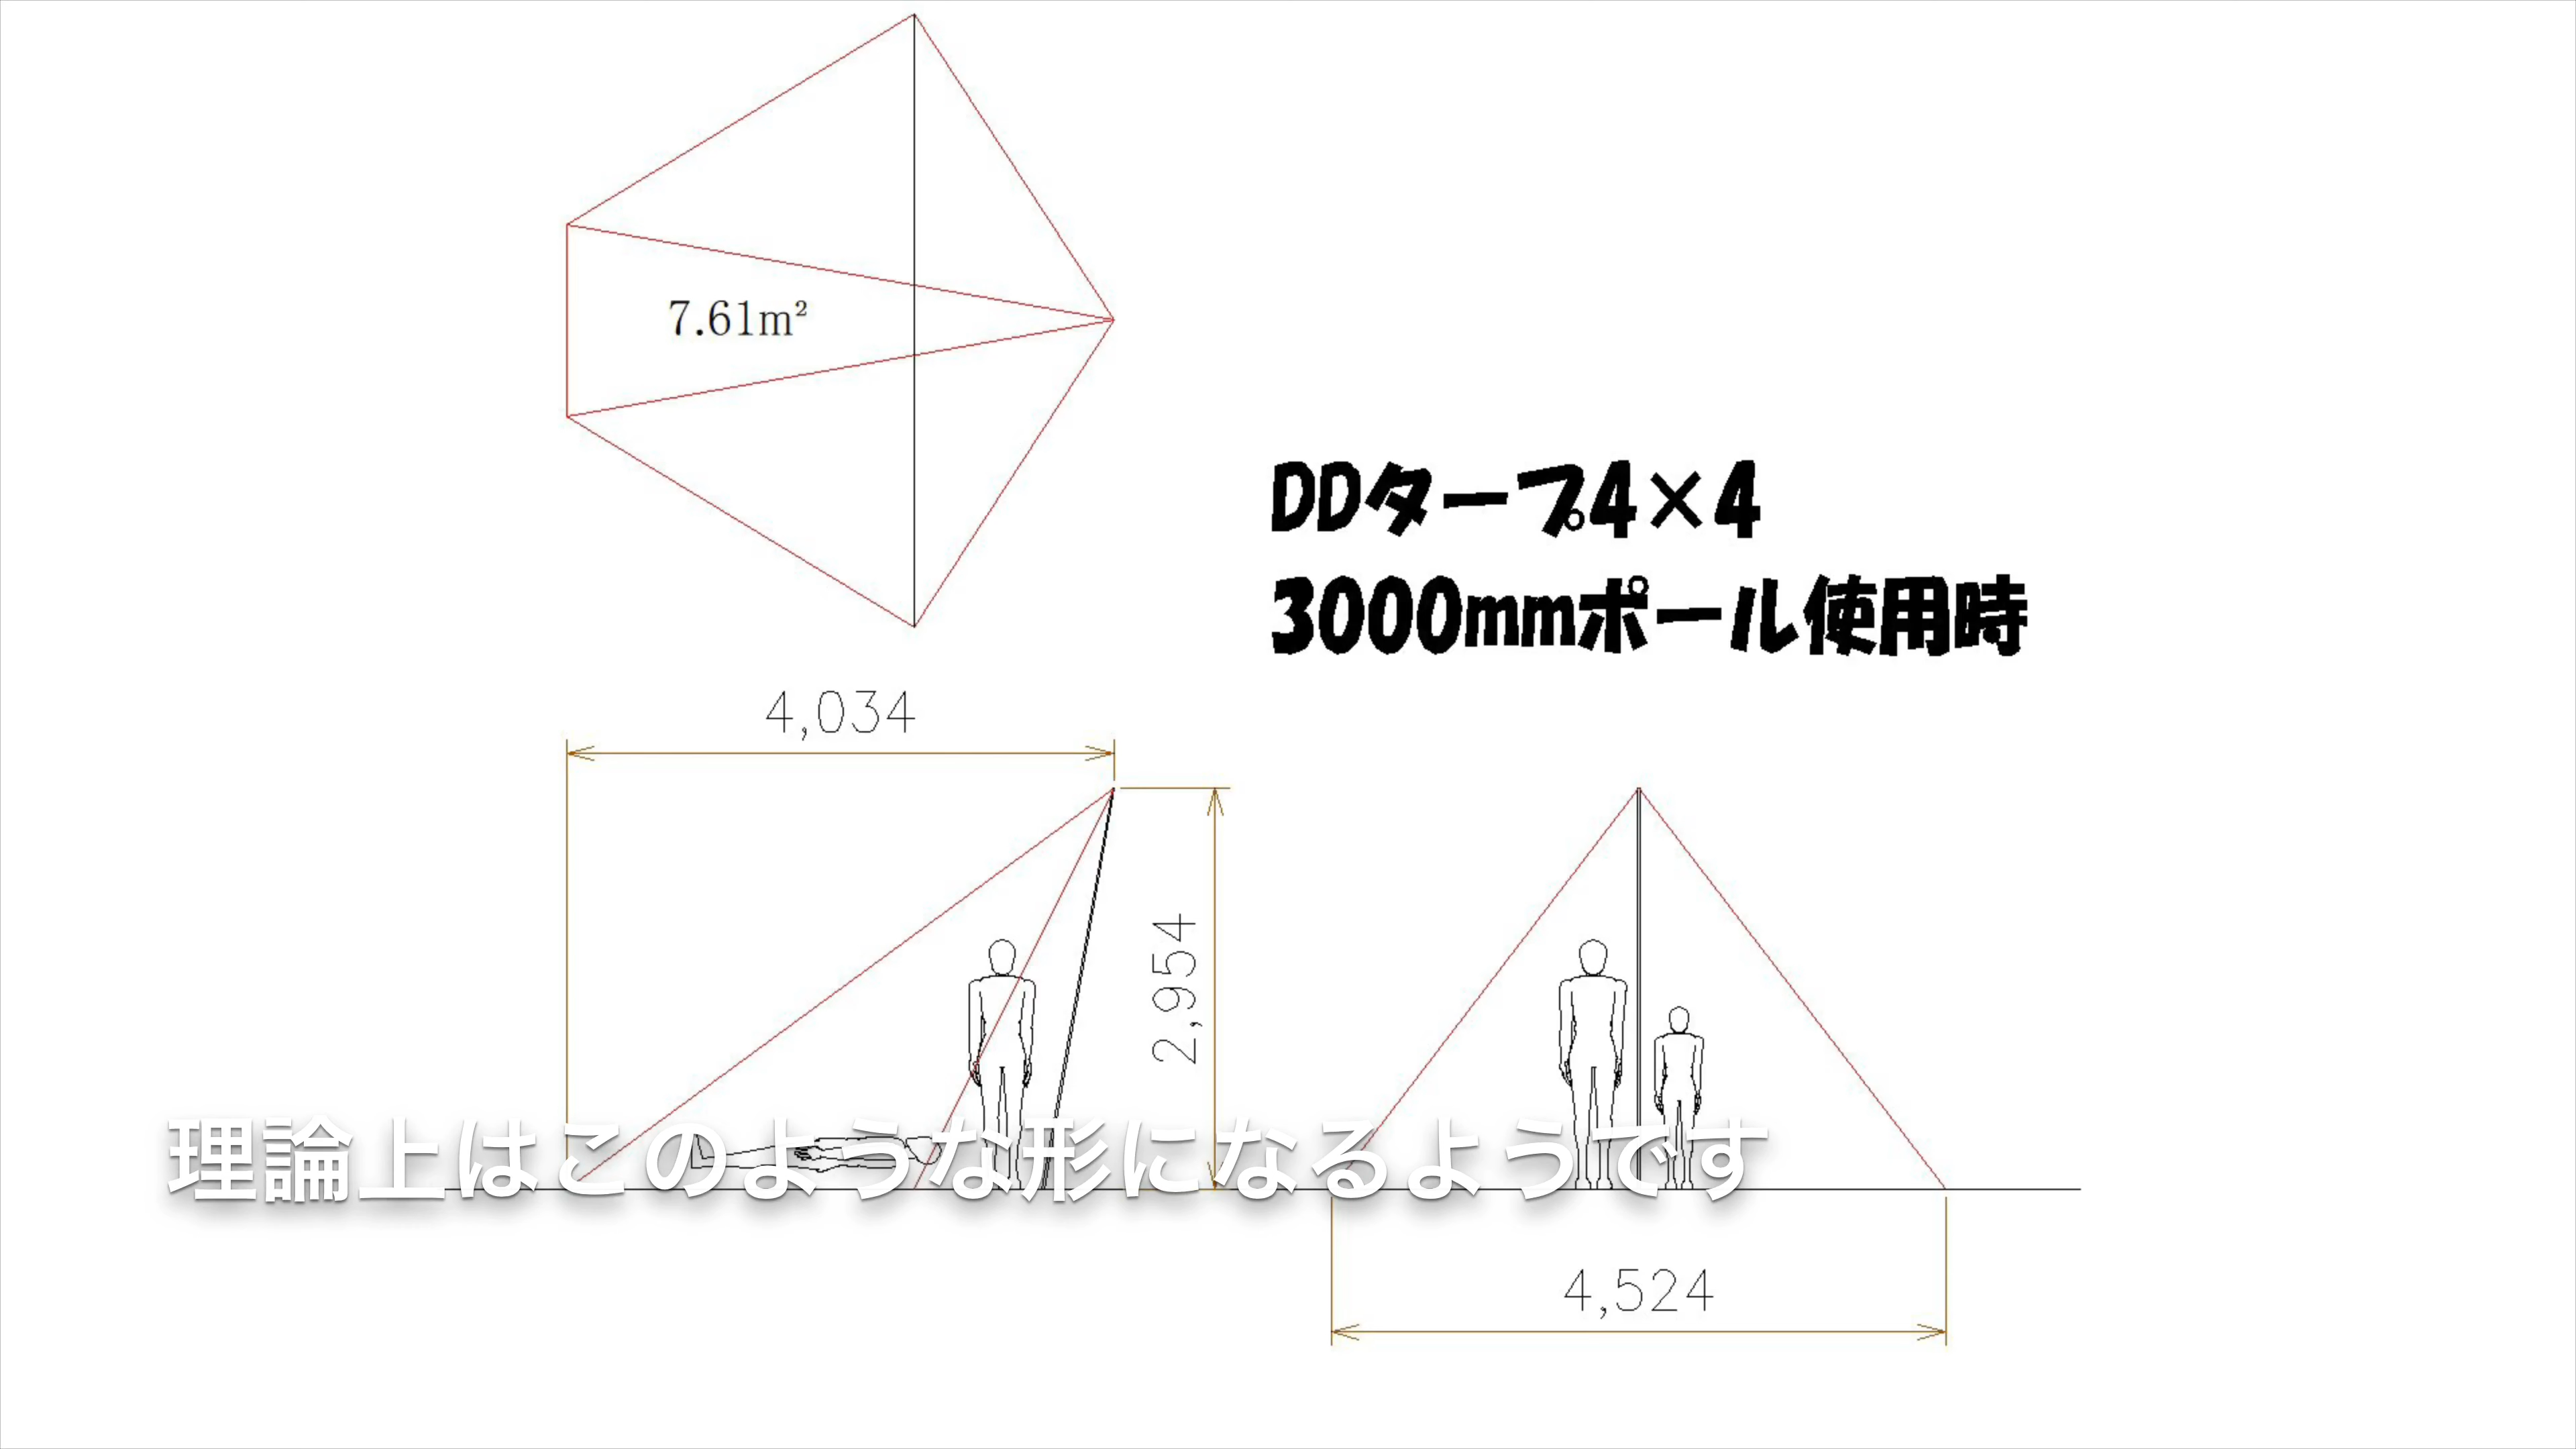 7.61m²
DDタープ4×4
3000mmポール使用時
4,034
2,954
理論上はこのような形になるようです
4,524